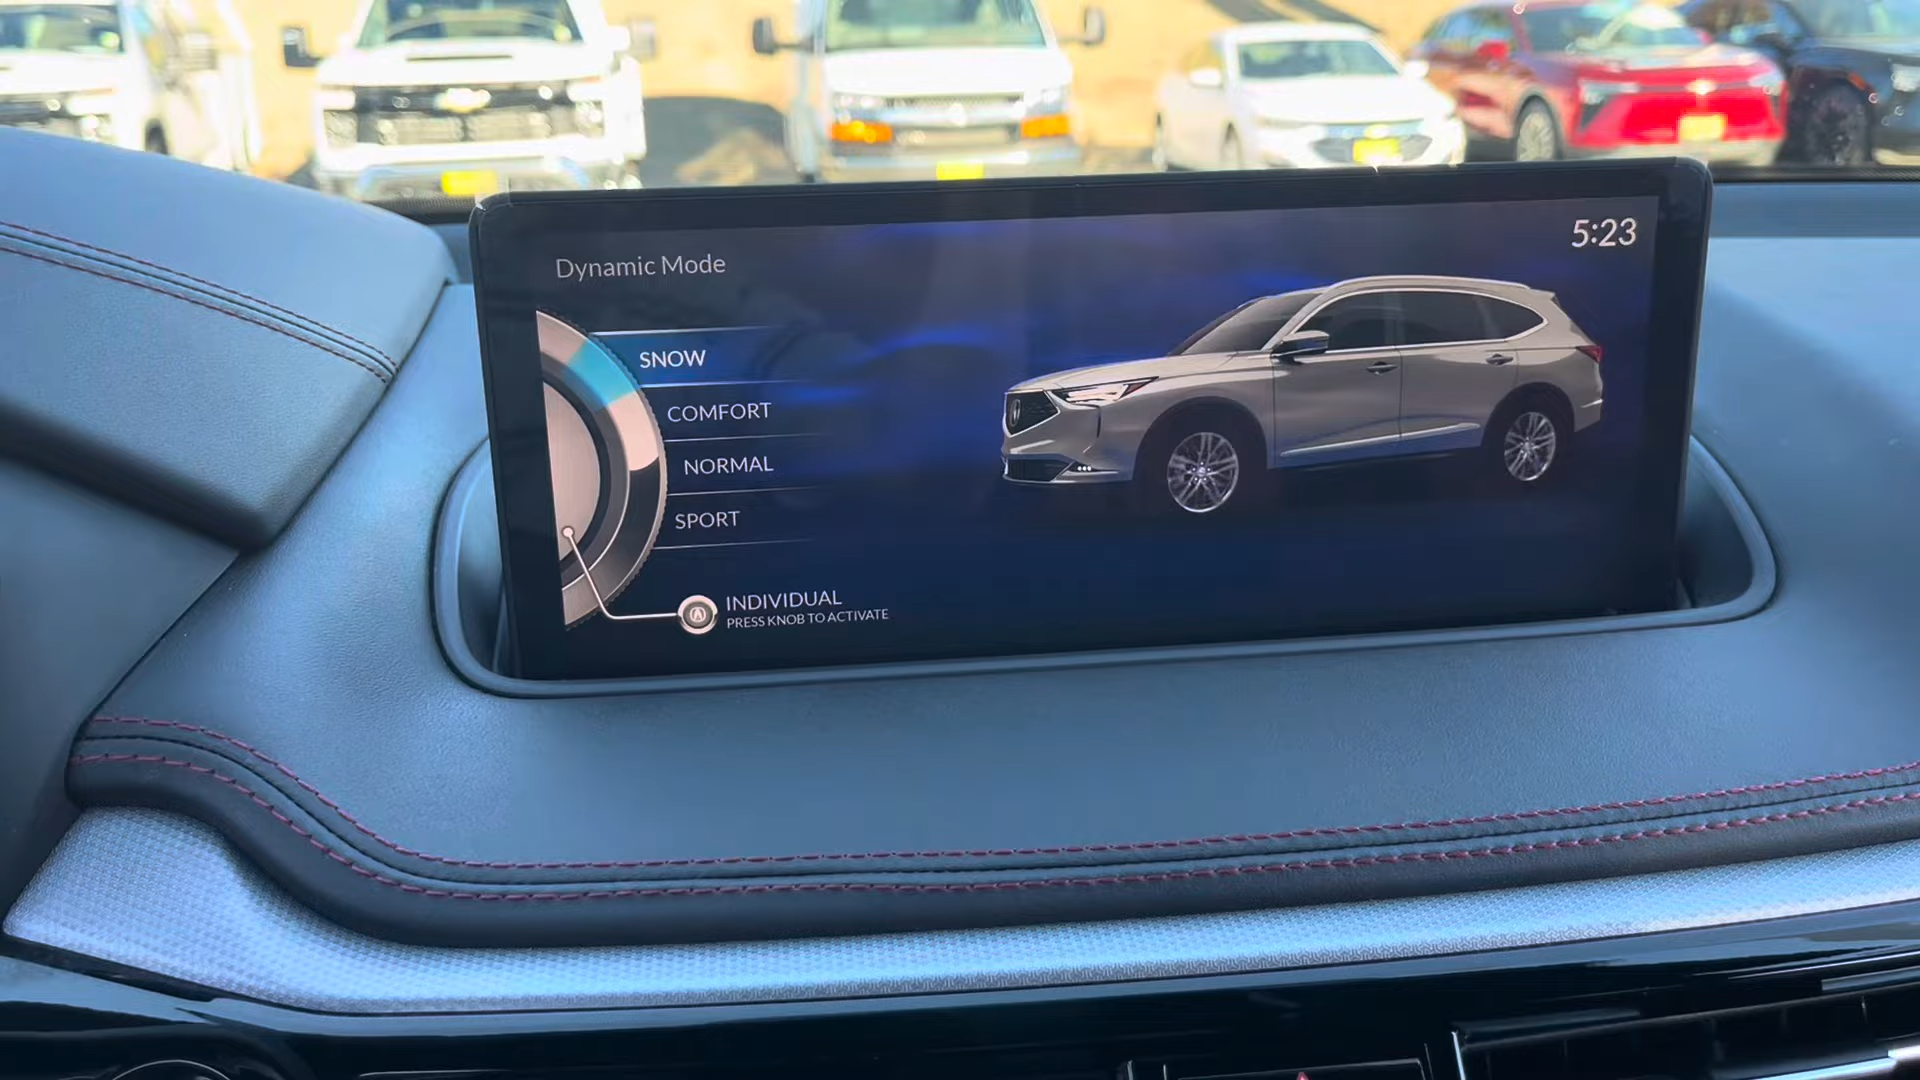 5:23
Dynamic Mode
SNOW
COMFORT
NORMAL
SPORT
INDIVIDUAL
PRESS KNOB TO ACTIVATE